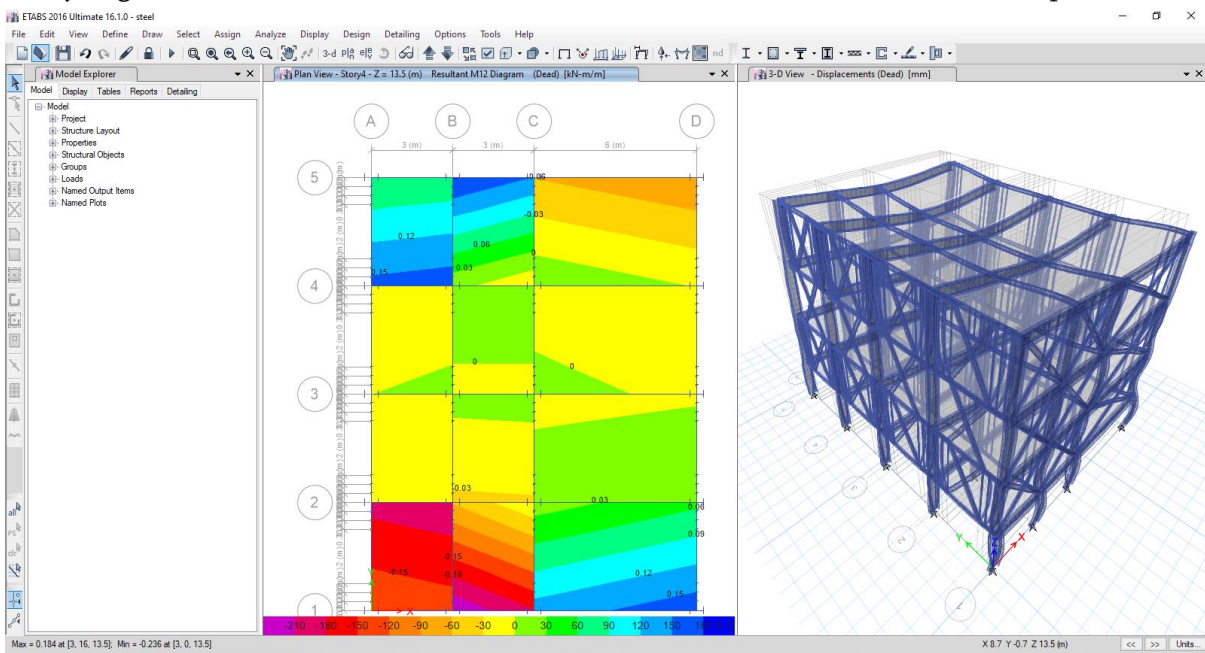 ETABS 2016 Ultimate 16.1.0 - steel
File Edit View Define Draw Select Assign Analyze Display Design Detailing Options Tools Help
3-d
nd
Model Explorer
Model Display Tables Reports Detailing
Model
Project
Structure Layout
Properties
Structural Objects
Groups
Loads
Named Output Items
Named Plots
all
PS
clr
Plan View - Story4 - Z = 13.5 (m) Resultant M12 Diagram (Dead) [kN-m/m]
A B C D
3 (m) 3 (m) 6 (m)
5
0.06
-0.03
0.12
0.06
0
0.15
0.03
4
0
0
3
-0.03
0.03
2
0.06
0.09
-0.15
-0.15
-0.18
0.12
0.15
1
X
-210 -180 -150 -120 -90 -60 -30 0 30 60 90 120 150
3-D View - Displacements (Dead) [mm]
Y Z X
Max = 0.184 at [3, 16, 13.5]; Min = -0.236 at [3, 0, 13.5]
X 8.7 Y -0.7 Z 13.5 (m)
<< >> Units...